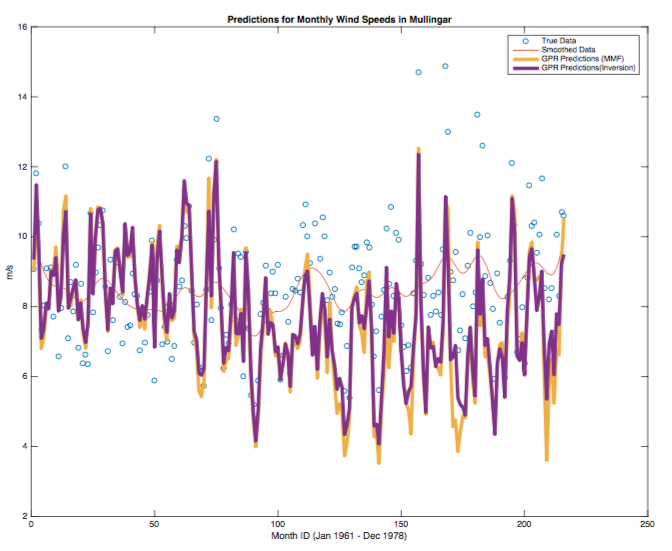 Predictions for Monthly Wind Speeds in Mullingar
True Data
Smoothed Data
GPR Predictions (MMF)
GPR Predictions(Inversion)
16
14
12
10
8
6
4
2
m/s
0 50 100 150 200 250
Month ID (Jan 1961 - Dec 1978)